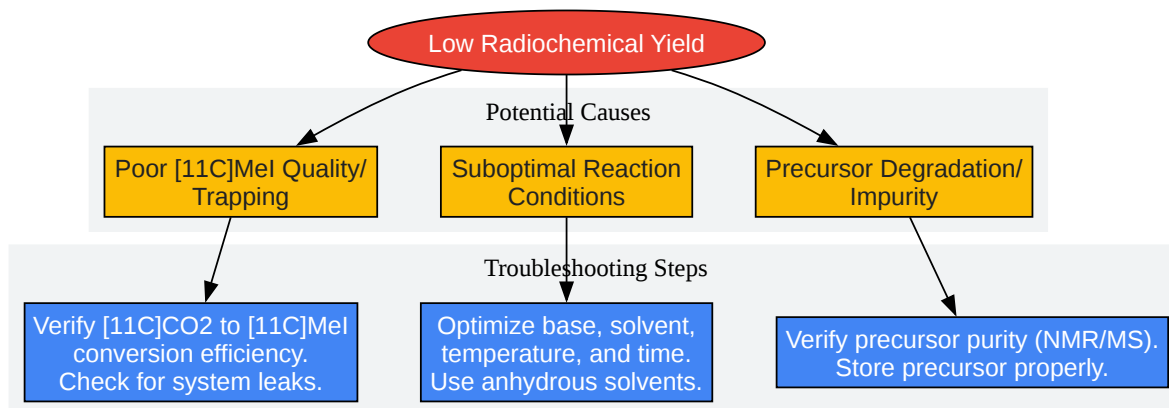 Low Radiochemical Yield
Potential Causes
Poor [11C]MeI Quality/
Trapping
Suboptimal Reaction
Conditions
Precursor Degradation/
Impurity
Troubleshooting Steps
Verify [11C]CO2 to [11C]MeI
conversion efficiency.
Check for system leaks.
Optimize base, solvent,
temperature, and time.
Use anhydrous solvents.
Verify precursor purity (NMR/MS).
Store precursor properly.